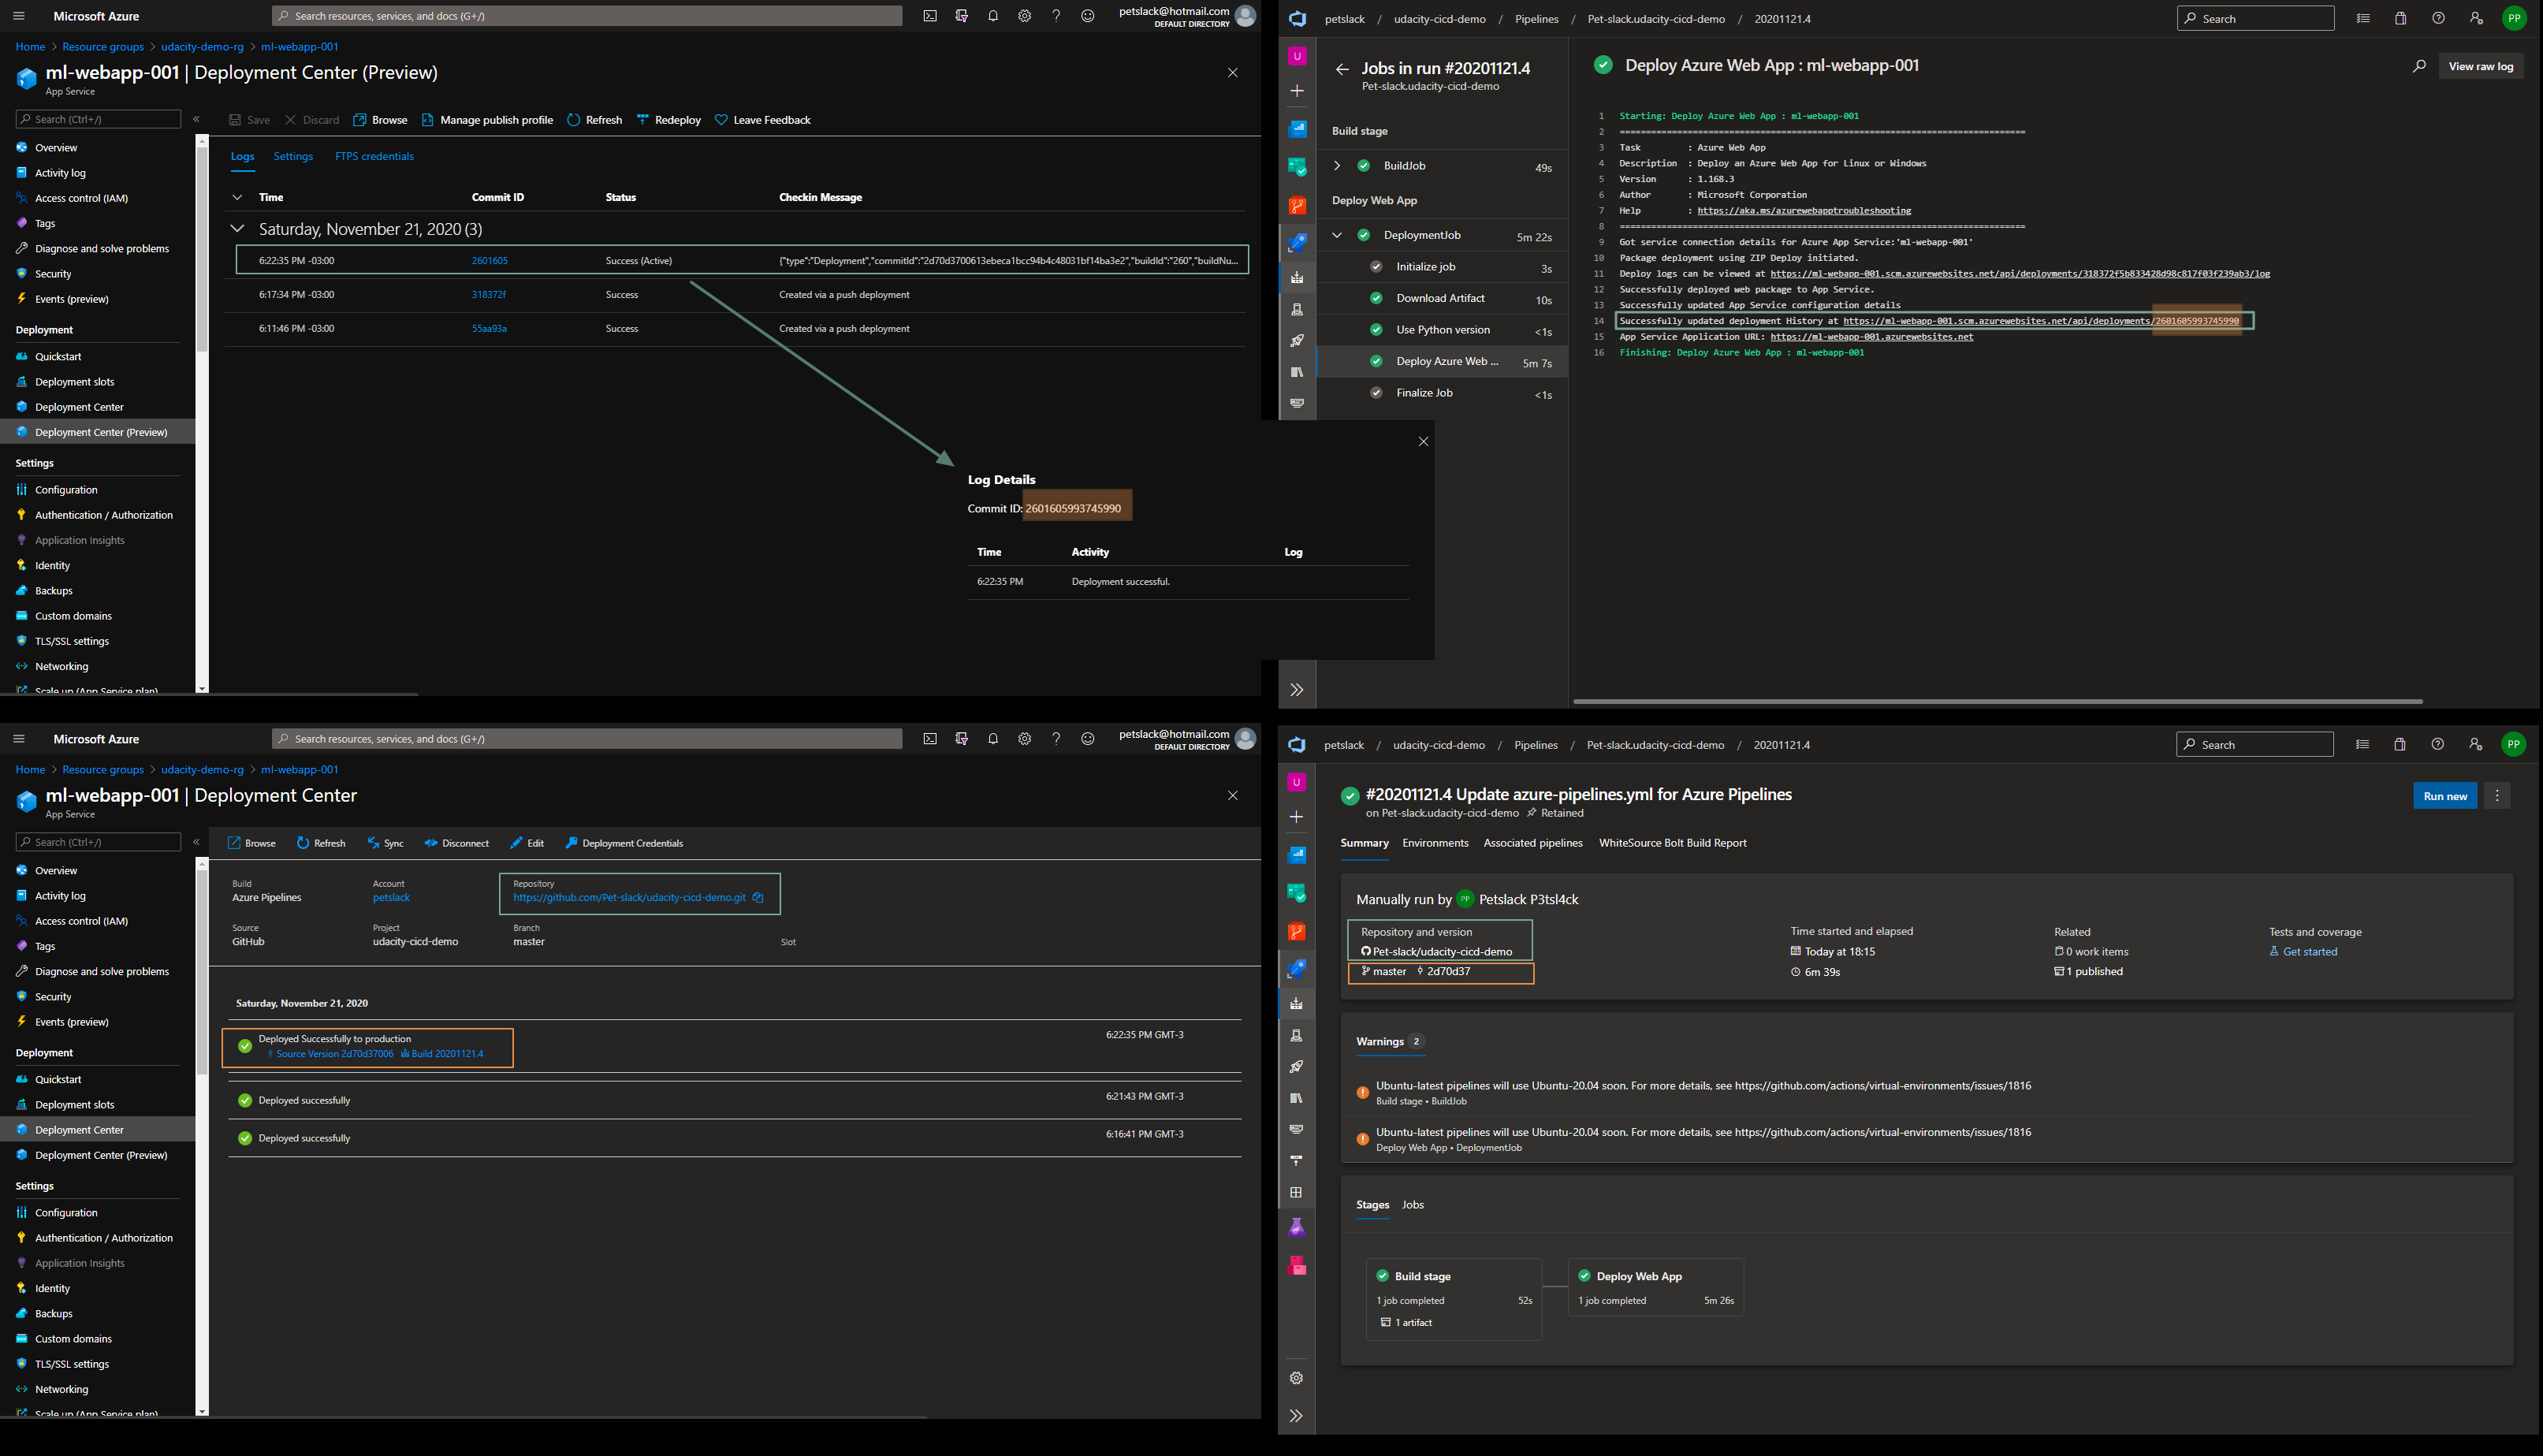 Microsoft Azure
Search resources, services, and docs (G+/)
petslack@hotmail.com
DEFAULT DIRECTORY
Home > Resource groups > udacity-demo-rg > ml-webapp-001
ml-webapp-001 | Deployment Center (Preview)
App Service
Search (Ctrl+/)
«
Save Discard Browse Manage publish profile Refresh Redeploy Leave Feedback
Overview
Activity log
Access control (IAM)
Tags
Diagnose and solve problems
Security
Events (preview)
Deployment
Quickstart
Deployment slots
Deployment Center
Deployment Center (Preview)
Settings
Configuration
Authentication / Authorization
Application Insights
Identity
Backups
Custom domains
TLS/SSL settings
Networking
Scale up (App Service plan)
Logs Settings FTPS credentials
Time Commit ID Status Checkin Message
Saturday, November 21, 2020 (3)
6:22:35 PM -03:00 2601605 Success (Active) {"type":"Deployment","commitId":"2d70d3700613ebeca1bcc94b4c48031bf14ba3e2","buildId":"260","buildNu...
6:17:34 PM -03:00 318372f Success Created via a push deployment
6:11:46 PM -03:00 55aa93a Success Created via a push deployment
Log Details
Commit ID: 2601605993745990
Time Activity Log
6:22:35 PM Deployment successful.
petslack / udacity-cicd-demo / Pipelines / Pet-slack.udacity-cicd-demo / 20201121.4
Search
PP
U
Jobs in run #20201121.4
Pet-slack.udacity-cicd-demo
Build stage
BuildJob 49s
Deploy Web App
DeploymentJob 5m 22s
Initialize job 3s
Download Artifact 10s
Use Python version <1s
Deploy Azure Web ... 5m 7s
Finalize Job <1s
Deploy Azure Web App : ml-webapp-001
View raw log
1 Starting: Deploy Azure Web App : ml-webapp-001
2 ==============================================================================
3 Task : Azure Web App
4 Description : Deploy an Azure Web App for Linux or Windows
5 Version : 1.168.3
6 Author : Microsoft Corporation
7 Help : https://aka.ms/azurewebapptroubleshooting
8 ==============================================================================
9 Got service connection details for Azure App Service:'ml-webapp-001'
10 Package deployment using ZIP Deploy initiated.
11 Deploy logs can be viewed at https://ml-webapp-001.scm.azurewebsites.net/api/deployments/318372f5b833428d98c817f03f239ab3/log
12 Successfully deployed web package to App Service.
13 Successfully updated App Service configuration details
14 Successfully updated deployment History at https://ml-webapp-001.scm.azurewebsites.net/api/deployments/2601605993745990
15 App Service Application URL: https://ml-webapp-001.azurewebsites.net
16 Finishing: Deploy Azure Web App : ml-webapp-001
Microsoft Azure
Search resources, services, and docs (G+/)
petslack@hotmail.com
DEFAULT DIRECTORY
Home > Resource groups > udacity-demo-rg > ml-webapp-001
ml-webapp-001 | Deployment Center
App Service
Search (Ctrl+/)
«
Browse Refresh Sync Disconnect Edit Deployment Credentials
Overview
Activity log
Access control (IAM)
Tags
Diagnose and solve problems
Security
Events (preview)
Deployment
Quickstart
Deployment slots
Deployment Center
Deployment Center (Preview)
Settings
Configuration
Authentication / Authorization
Application Insights
Identity
Backups
Custom domains
TLS/SSL settings
Networking
Scale up (App Service plan)
Build Account Repository
Azure Pipelines petslack https://github.com/Pet-slack/udacity-cicd-demo.git
Source Project Branch
GitHub udacity-cicd-demo master Slot
Saturday, November 21, 2020
Deployed Successfully to production 6:22:35 PM GMT-3
Source Version 2d70d37006 Build 20201121.4
Deployed successfully 6:21:43 PM GMT-3
Deployed successfully 6:16:41 PM GMT-3
petslack / udacity-cicd-demo / Pipelines / Pet-slack.udacity-cicd-demo / 20201121.4
Search
PP
U
#20201121.4 Update azure-pipelines.yml for Azure Pipelines
on Pet-slack.udacity-cicd-demo Retained
Run new
Summary Environments Associated pipelines WhiteSource Bolt Build Report
Manually run by PP Petslack P3tsl4ck
Repository and version Time started and elapsed Related Tests and coverage
Pet-slack/udacity-cicd-demo Today at 18:15 0 work items Get started
master 2d70d37 6m 39s 1 published
Warnings 2
Ubuntu-latest pipelines will use Ubuntu-20.04 soon. For more details, see https://github.com/actions/virtual-environments/issues/1816
Build stage • BuildJob
Ubuntu-latest pipelines will use Ubuntu-20.04 soon. For more details, see https://github.com/actions/virtual-environments/issues/1816
Deploy Web App • DeploymentJob
Stages Jobs
Build stage Deploy Web App
1 job completed 52s 1 job completed 5m 26s
1 artifact